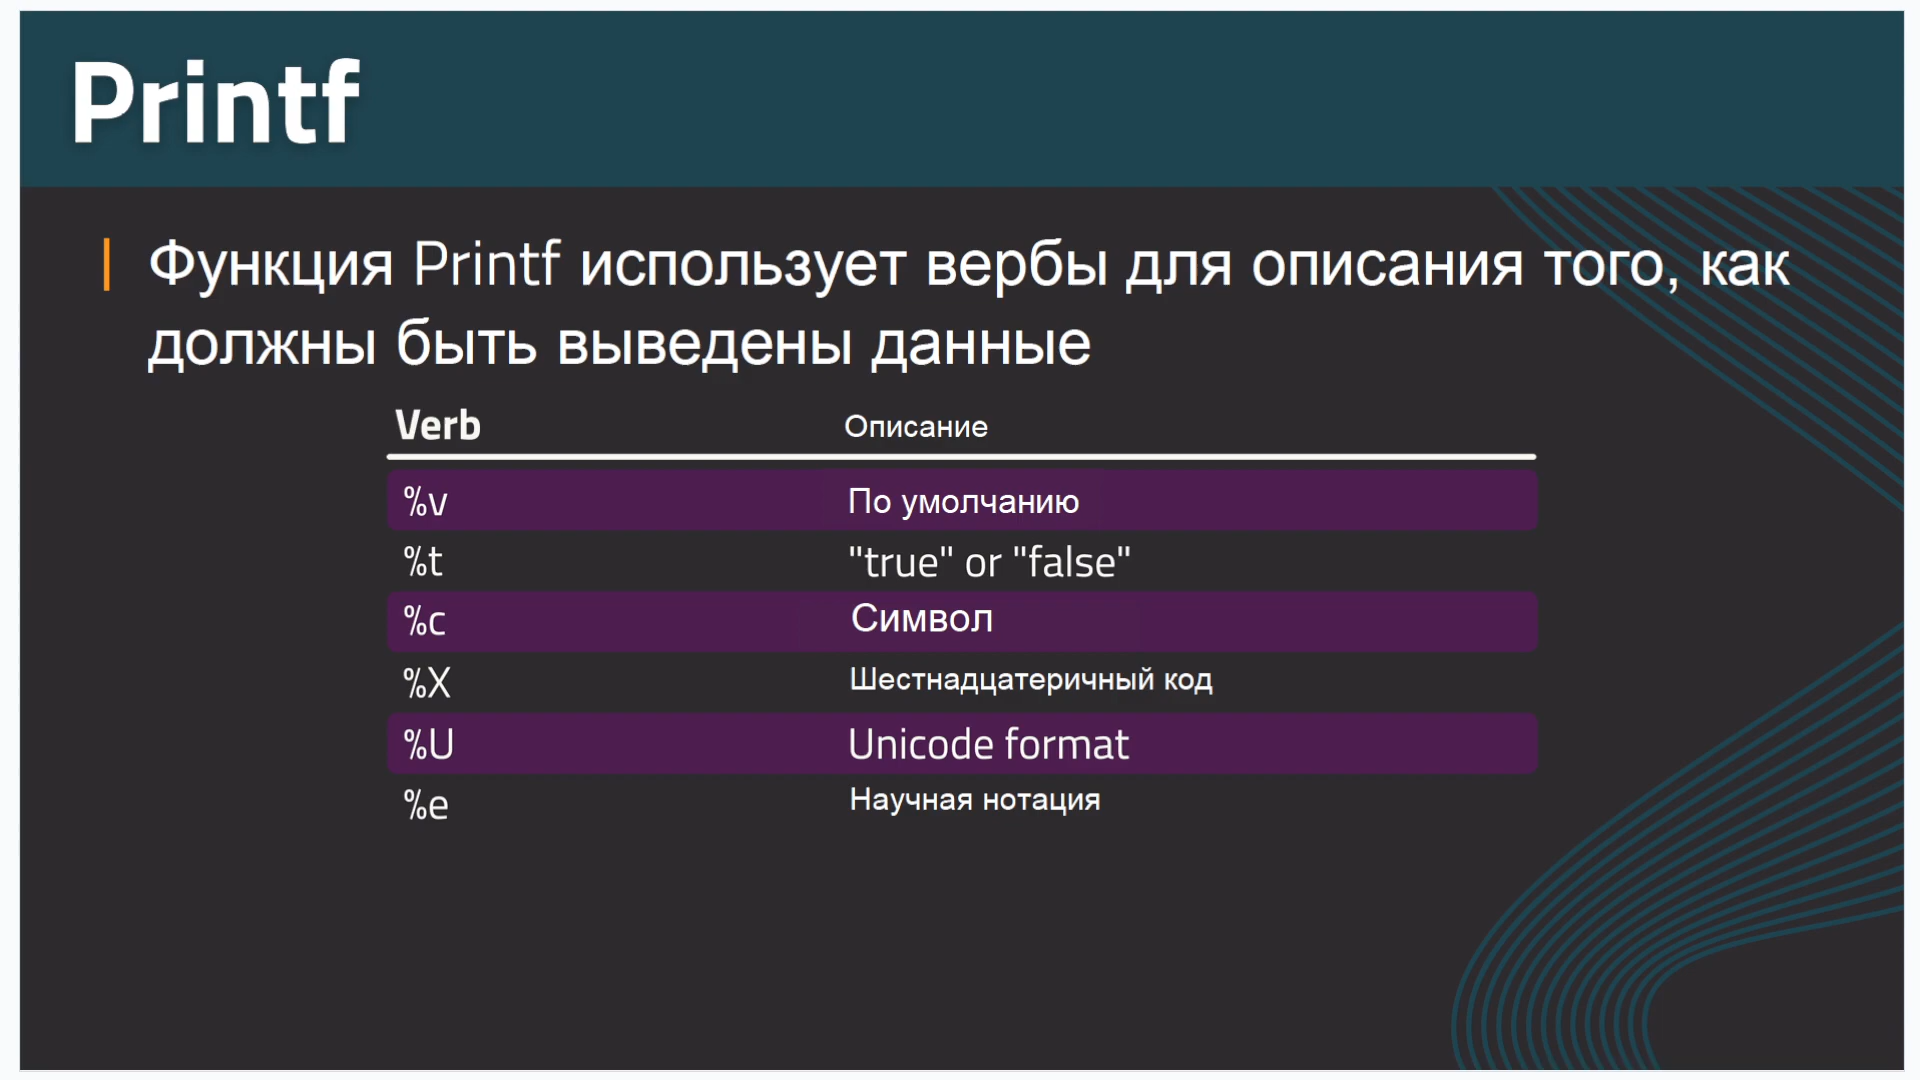 Printf
Функция Printf использует вербы для описания того, как
должны быть выведены данные
Verb Описание
%v По умолчанию
%t "true" or "false"
%c Символ
%X Шестнадцатеричный код
%U Unicode format
%e Научная нотация